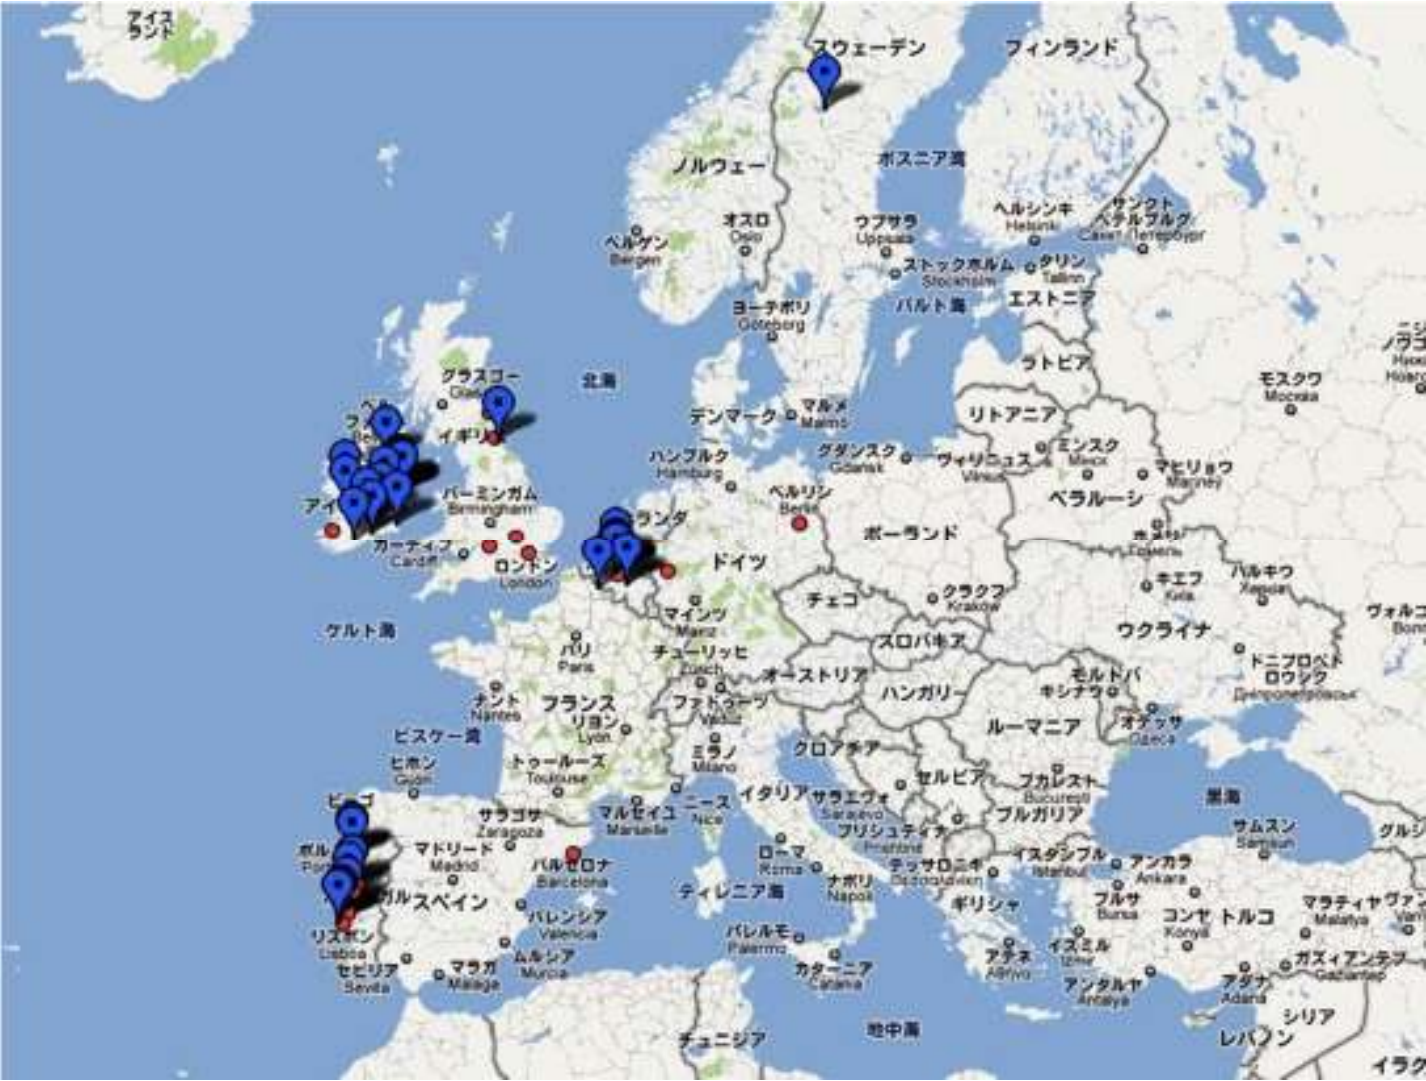 アイス
ランド
スウェーデン
フィンランド
ノルウェー
ボスニア湾
オスロ
Oslo
ウプサラ
Uppsala
ヘルシンキ
Helsinki
サンクト
ペテルブルグ
Санкт-Петербург
ベルゲン
Bergen
ストックホルム
Stockholm
タリン
Tallinn
ヨーテボリ
Göteborg
バルト海
エストニア
ラトビア
モスクワ
Москва
北海
グラスゴー
デンマーク
マルメ
Malmö
リトアニア
ハンブルク
Hamburg
グダンスク
Gdańsk
ヴィリニュス
Vilnius
ミンスク
Мінск
マヒリョウ
バーミンガム
Birmingham
ベルリン
Berlin
ベラルーシ
ランダ
ポーランド
ドイツ
カーディフ
Cardiff
ロンドン
London
チェコ
クラクフ
Kraków
キエフ
Київ
ハルキウ
Харків
マインツ
Mainz
ケルト海
スロバキア
ウクライナ
パリ
Paris
チューリッヒ
Zürich
オーストリア
ハンガリー
モルドバ
キシナウ
ドニプロペト
ロウシク
Дніпропетровськ
ナント
Nantes
フランス
リヨン
Lyon
ファドゥーツ
Vaduz
ルーマニア
オデッサ
Одеса
ビスケー湾
ミラノ
Milano
クロアチア
セルビア
ヒホン
Gijón
トゥールーズ
Toulouse
ブカレスト
București
黒海
サラゴサ
Zaragoza
マルセイユ
Marseille
ニース
Nice
イタリア
サラエヴォ
Sarajevo
ブルガリア
サムスン
Samsun
プリシュティナ
Prishtinë
マドリード
Madrid
バルセロナ
Barcelona
ローマ
Roma
ナポリ
Napoli
テッサロニキ
Θεσσαλονίκη
イスタンブル
İstanbul
アンカラ
Ankara
スペイン
ティレニア海
ギリシャ
ブルサ
Bursa
コンヤ
Konya
トルコ
マラティヤ
Malatya
バレンシア
Valencia
リスボン
Lisboa
パレルモ
Palermo
アテネ
Αθήνα
イズミル
İzmir
セビリア
Sevilla
マラガ
Málaga
ムルシア
Murcia
カターニア
Catania
アンタルヤ
Antalya
アダナ
Adana
ガズィアンテプ
Gaziantep
シリア
地中海
チュニジア
レバノン
イラク